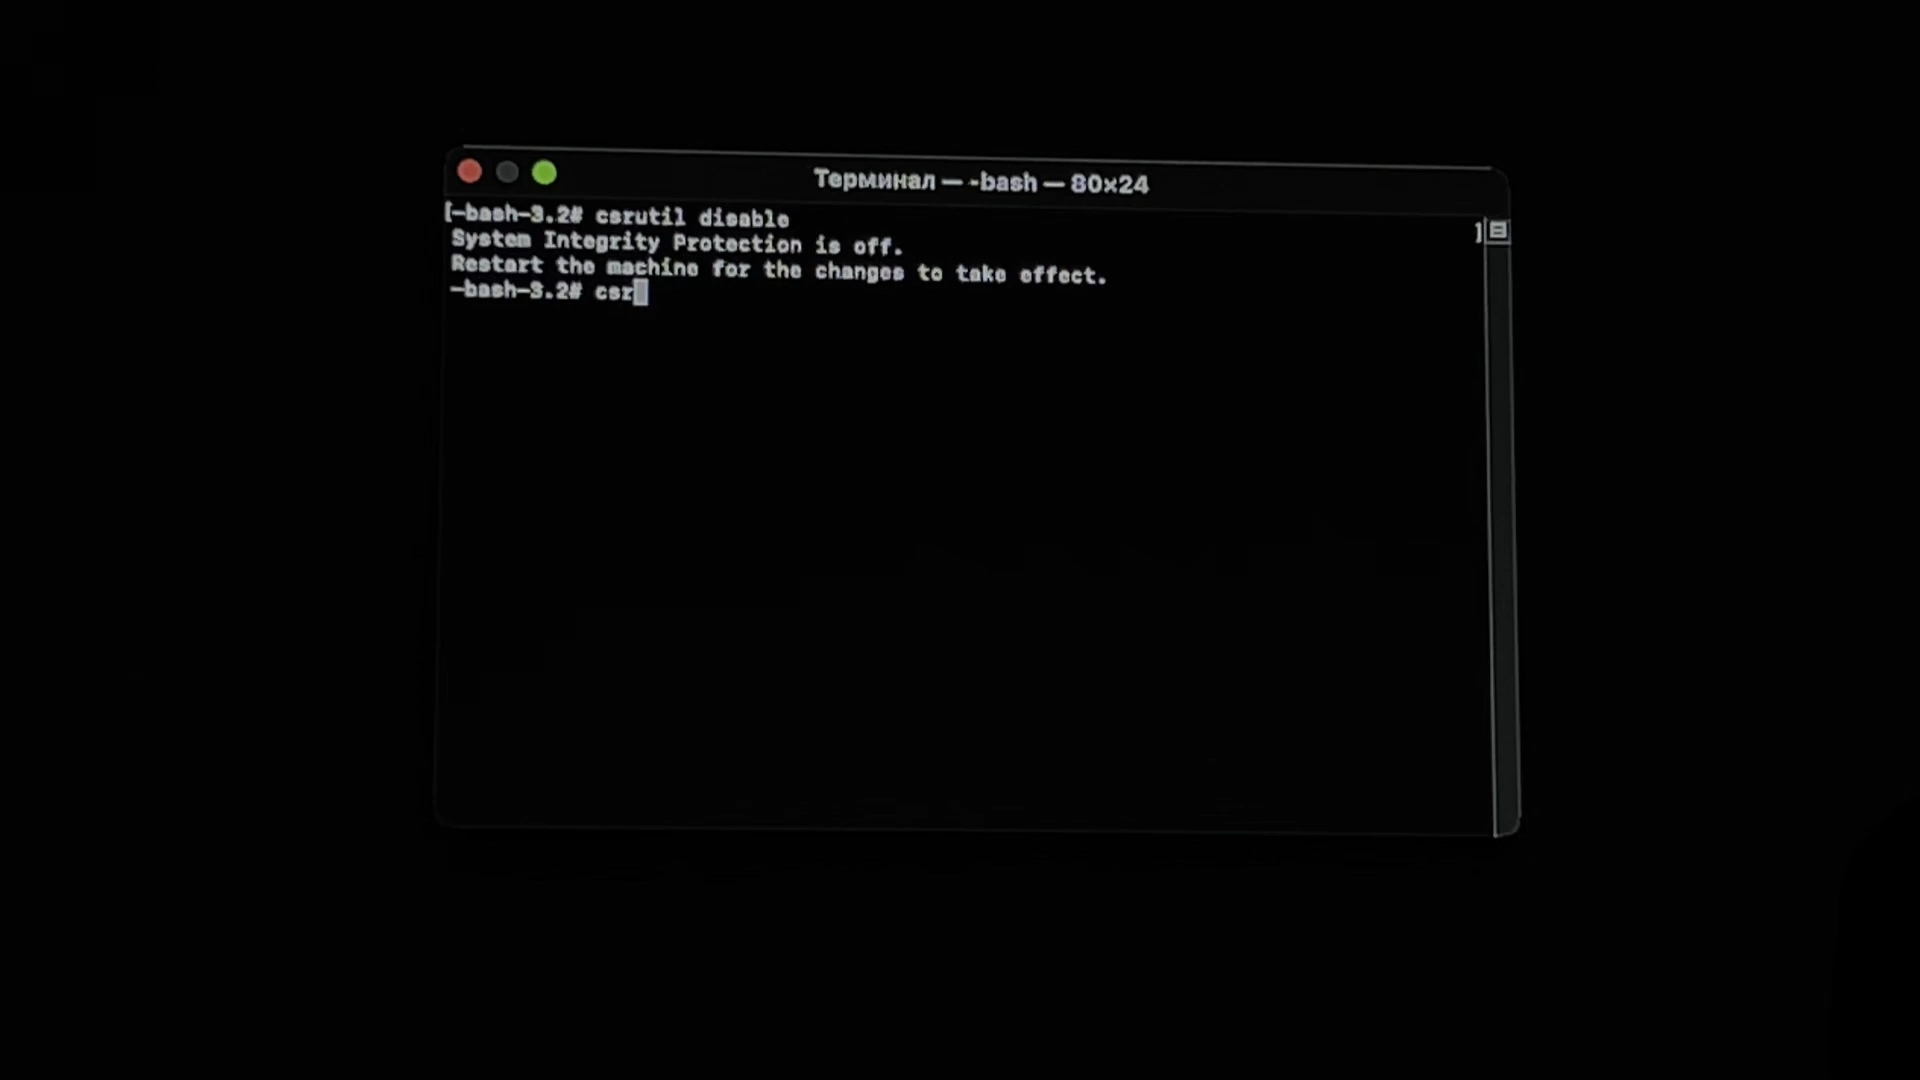 Терминал — -bash — 80×24
[-bash-3.2# csrutil disable ]
System Integrity Protection is off.
Restart the machine for the changes to take effect.
-bash-3.2# csr